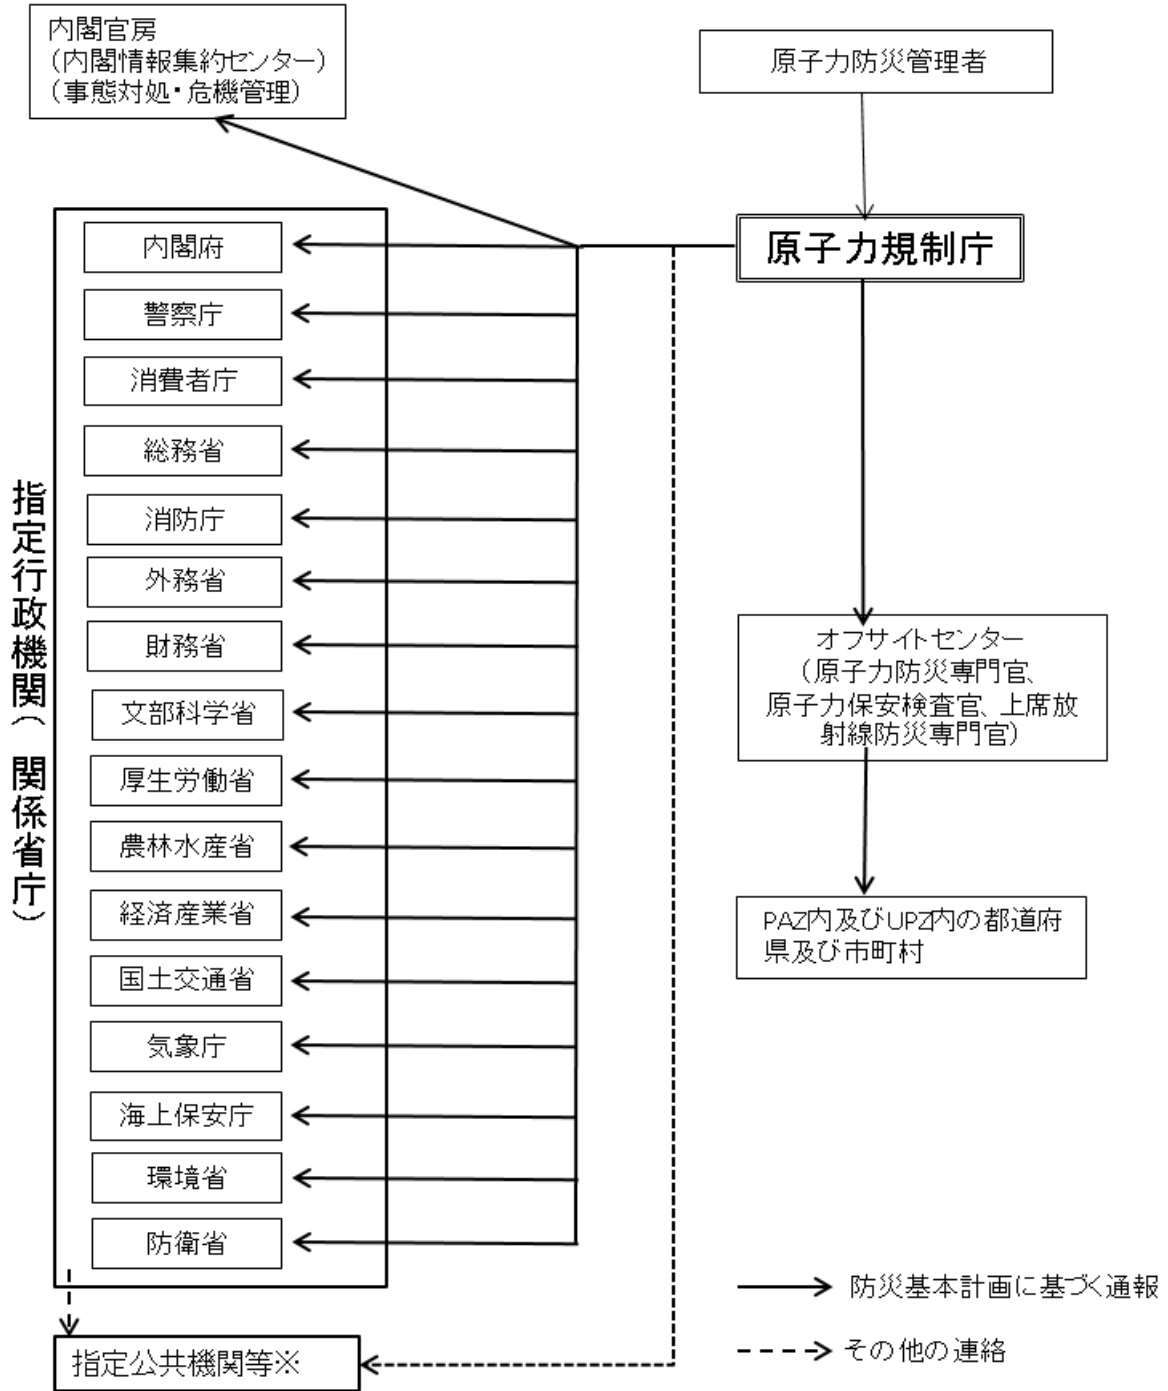 内閣官房
(内閣情報集約センター)
(事態対処・危機管理)
原子力防災管理者
原子力規制庁
指定行政機関(関係省庁)
内閣府
警察庁
消費者庁
総務省
消防庁
外務省
財務省
文部科学省
厚生労働省
農林水産省
経済産業省
国土交通省
気象庁
海上保安庁
環境省
防衛省
オフサイトセンター
(原子力防災専門官、
原子力保安検査官、上席放
射線防災専門官)
PAZ内及びUPZ内の都道府
県及び市町村
指定公共機関等※
防災基本計画に基づく通報
その他の連絡